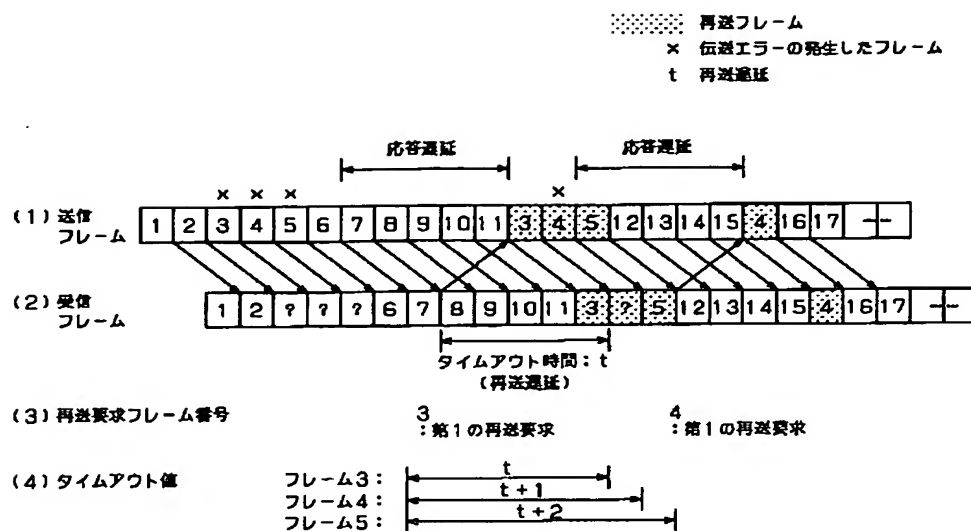 再送フレーム
× 伝送エラーの発生したフレーム
t 再送遅延
応答遅延 応答遅延
× × × ×
(1) 送信フレーム 1 2 3 4 5 6 7 8 9 10 11 3 4 5 12 13 14 15 4 16 17 --
(2) 受信フレーム 1 2 ? ? ? 6 7 8 9 10 11 3 ? 5 12 13 14 15 4 16 17 --
タイムアウト時間：t
(再送遅延)
(3) 再送要求フレーム番号 3 4
：第1の再送要求 ：第1の再送要求
(4) タイムアウト値 フレーム3： t
フレーム4： t+1
フレーム5： t+2